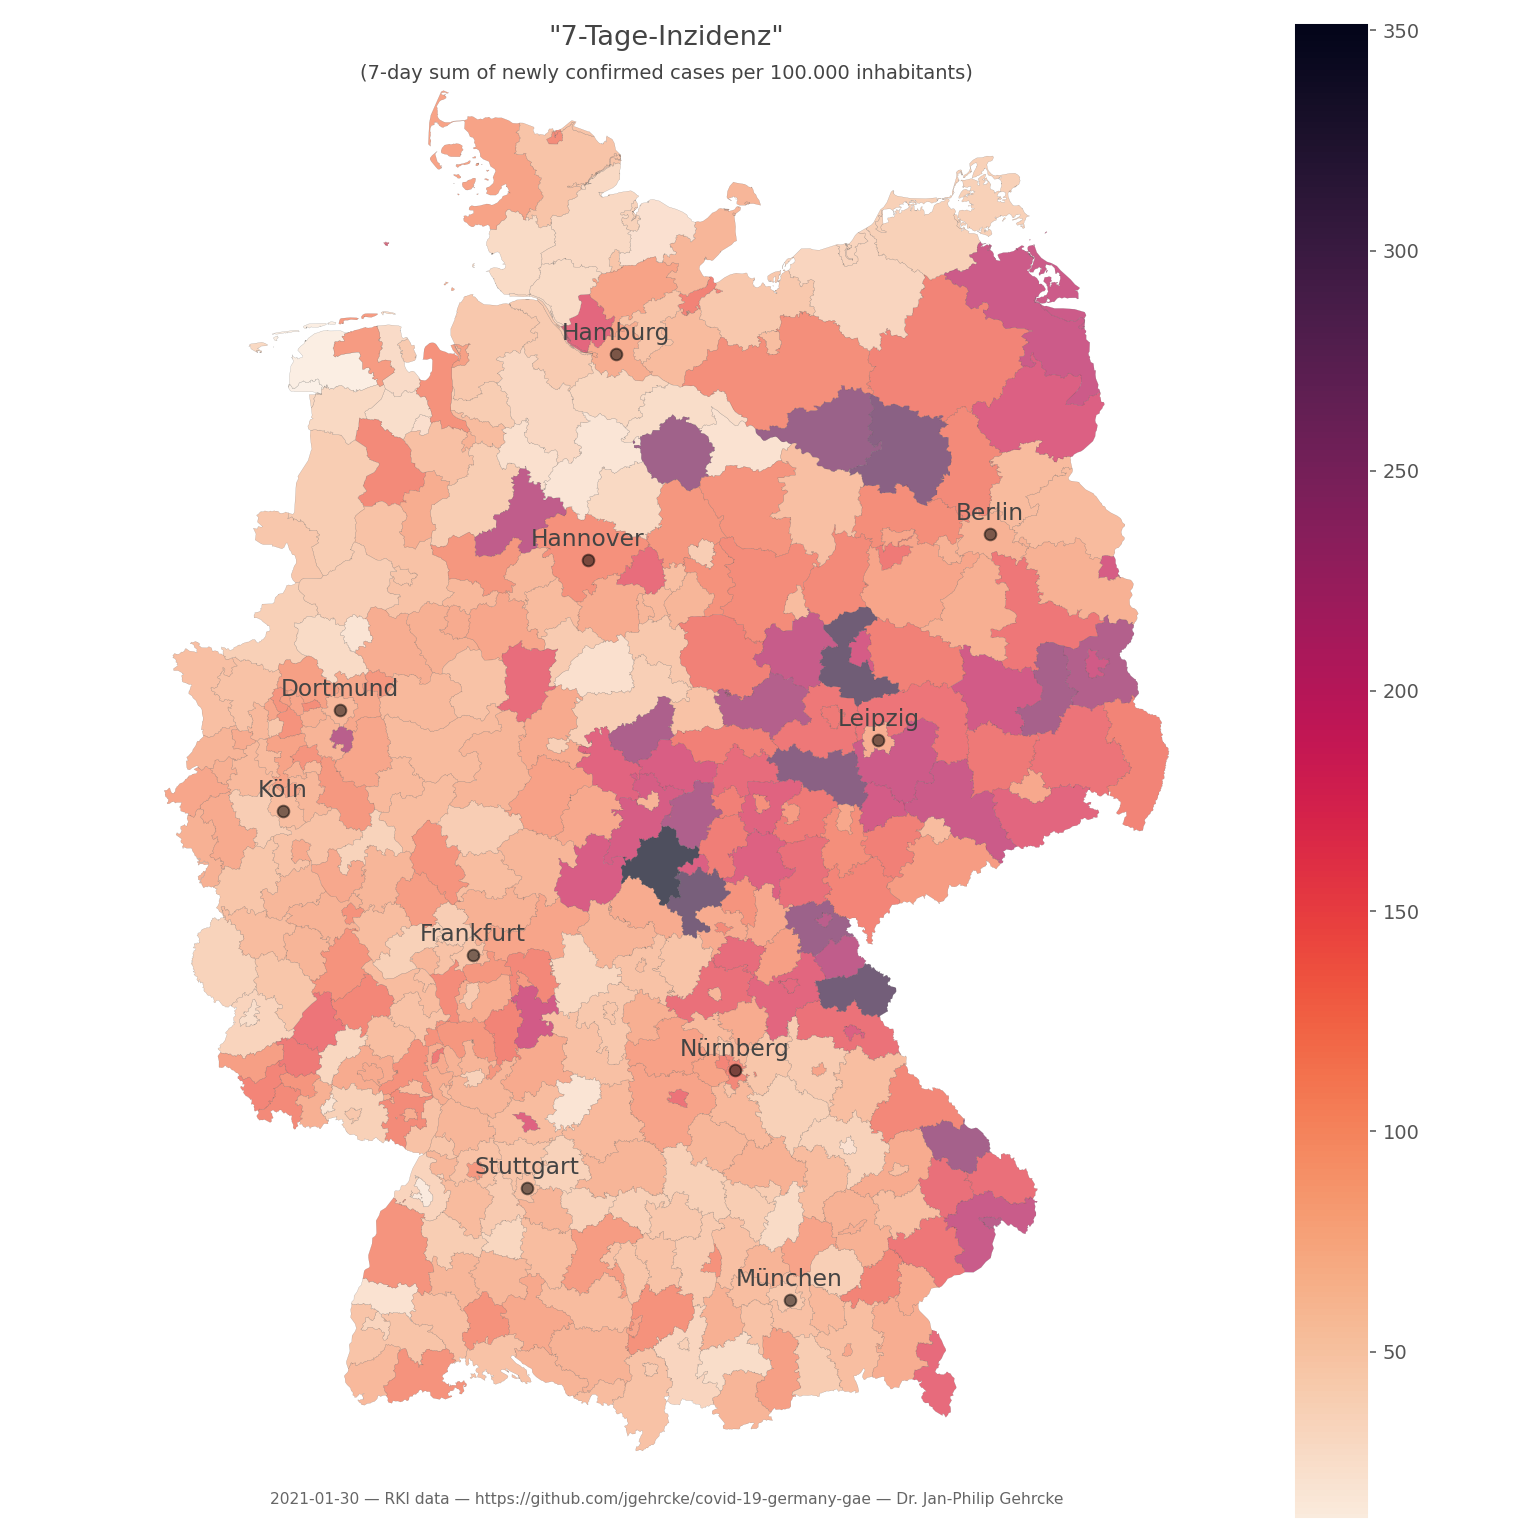 "7-Tage-Inzidenz"
(7-day sum of newly confirmed cases per 100.000 inhabitants)
350
300
250
200
150
100
50
Hamburg
Berlin
Hannover
Dortmund
Leipzig
Köln
Frankfurt
Nürnberg
Stuttgart
München
2021-01-30 — RKI data — https://github.com/jgehrcke/covid-19-germany-gae — Dr. Jan-Philip Gehrcke